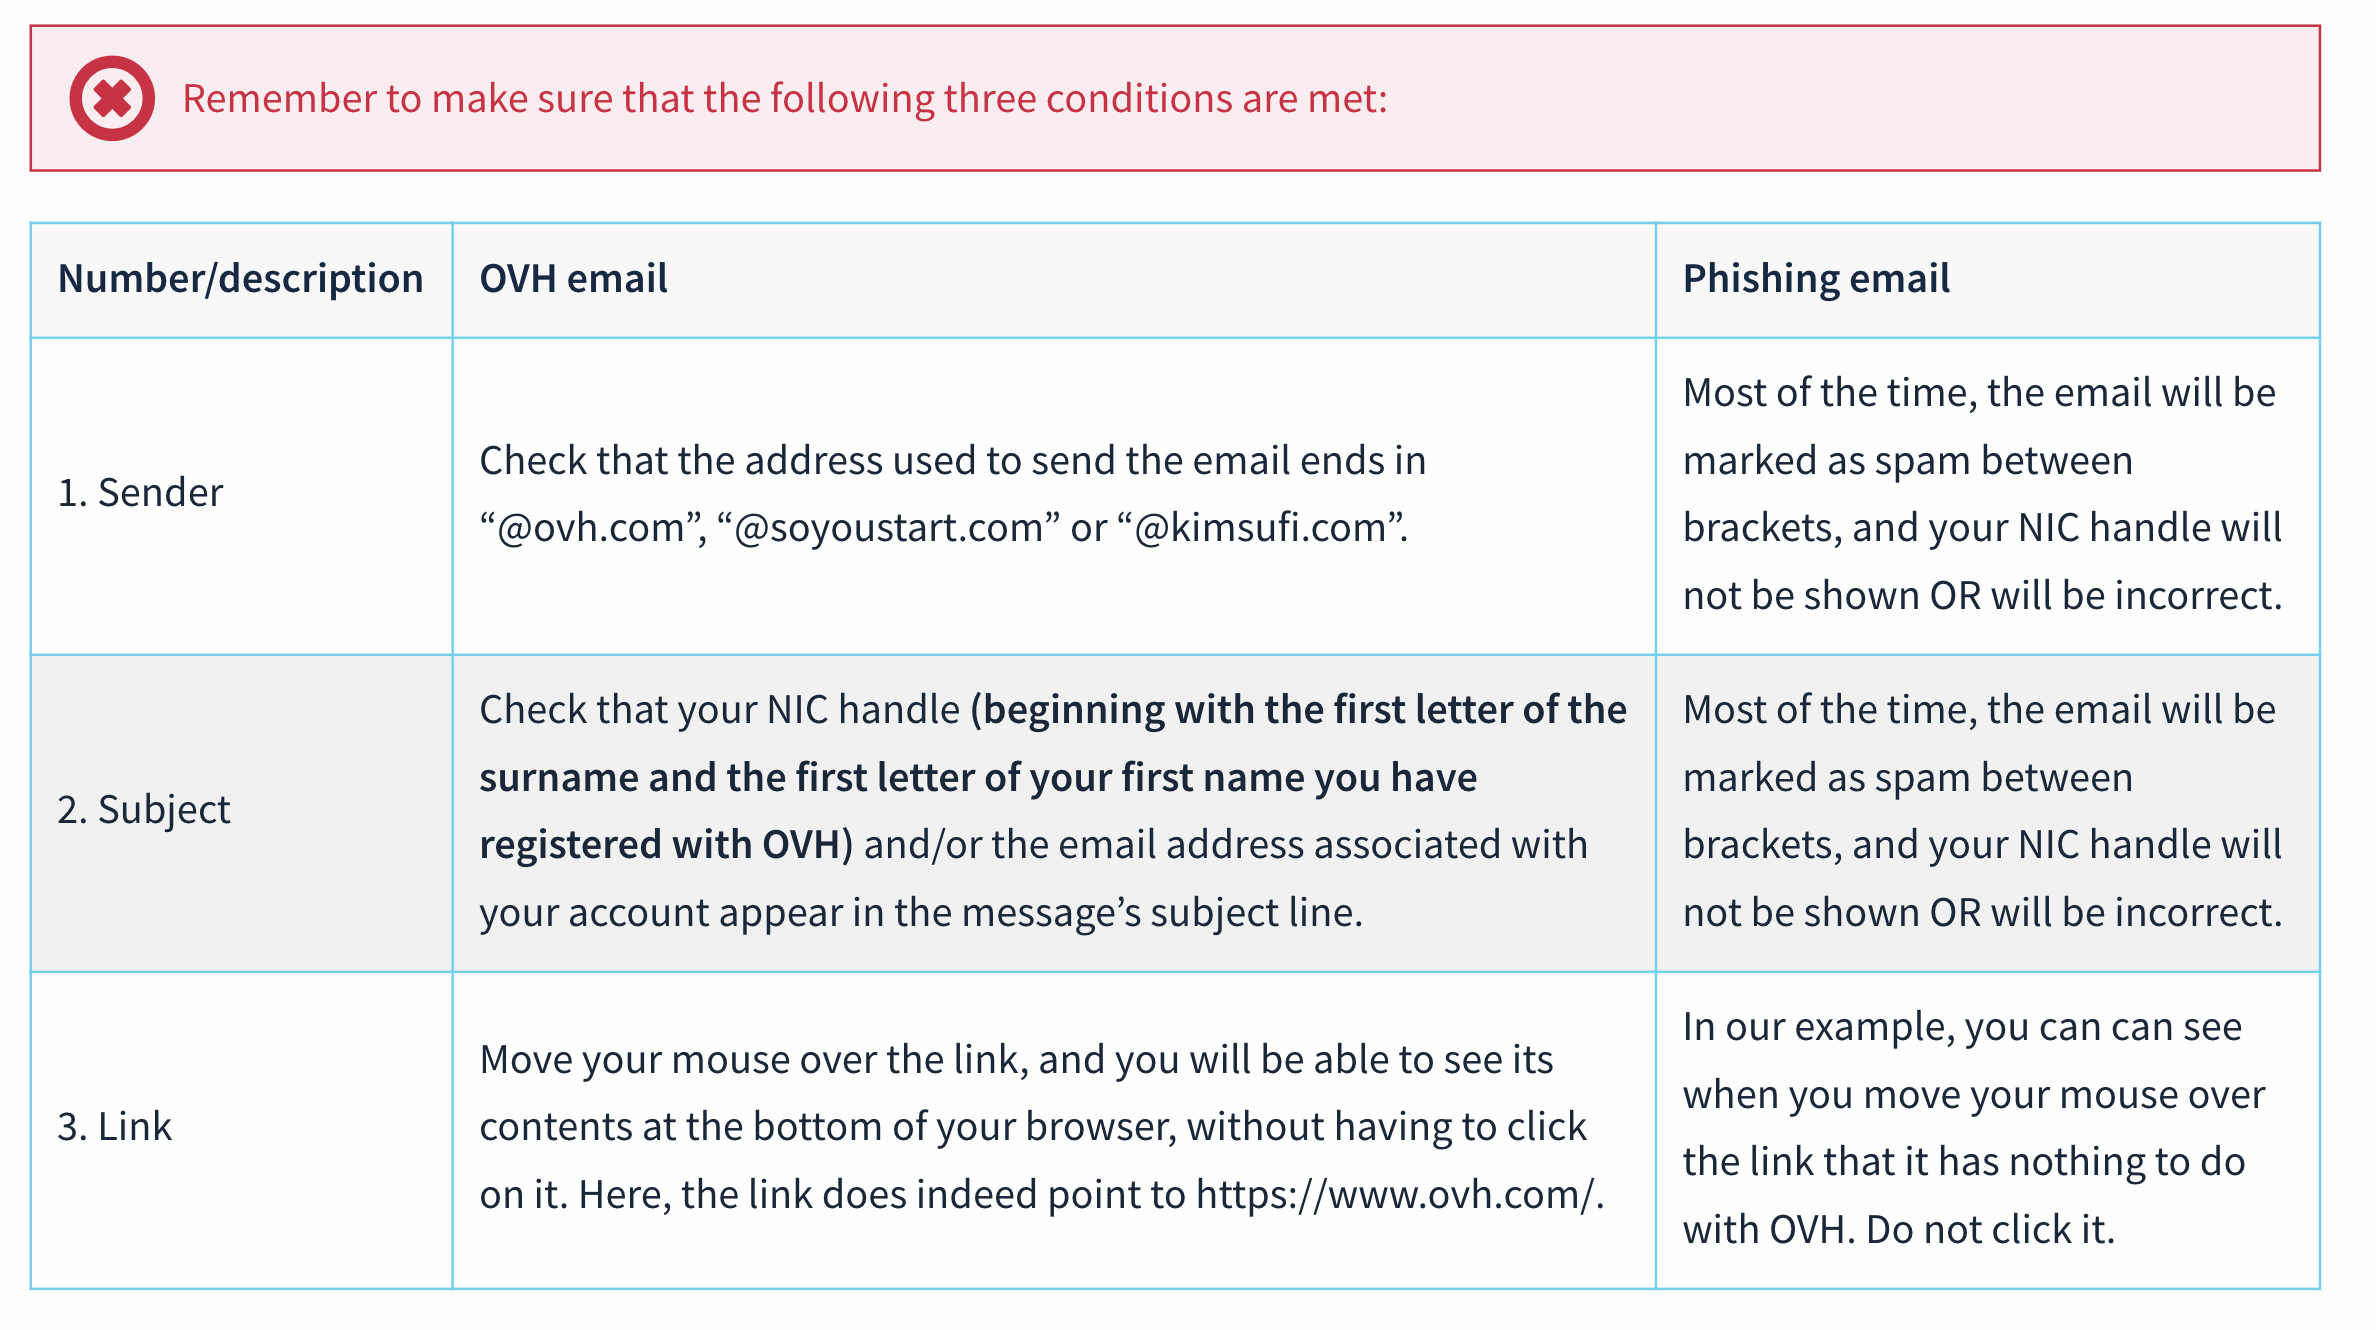 Remember to make sure that the following three conditions are met:
Number/description
OVH email
Phishing email
1. Sender
Check that the address used to send the email ends in
“@ovh.com”, “@soyoustart.com” or “@kimsufi.com”.
Most of the time, the email will be
marked as spam between
brackets, and your NIC handle will
not be shown OR will be incorrect.
2. Subject
Check that your NIC handle (beginning with the first letter of the
surname and the first letter of your first name you have
registered with OVH) and/or the email address associated with
your account appear in the message’s subject line.
Most of the time, the email will be
marked as spam between
brackets, and your NIC handle will
not be shown OR will be incorrect.
3. Link
Move your mouse over the link, and you will be able to see its
contents at the bottom of your browser, without having to click
on it. Here, the link does indeed point to https://www.ovh.com/.
In our example, you can can see
when you move your mouse over
the link that it has nothing to do
with OVH. Do not click it.